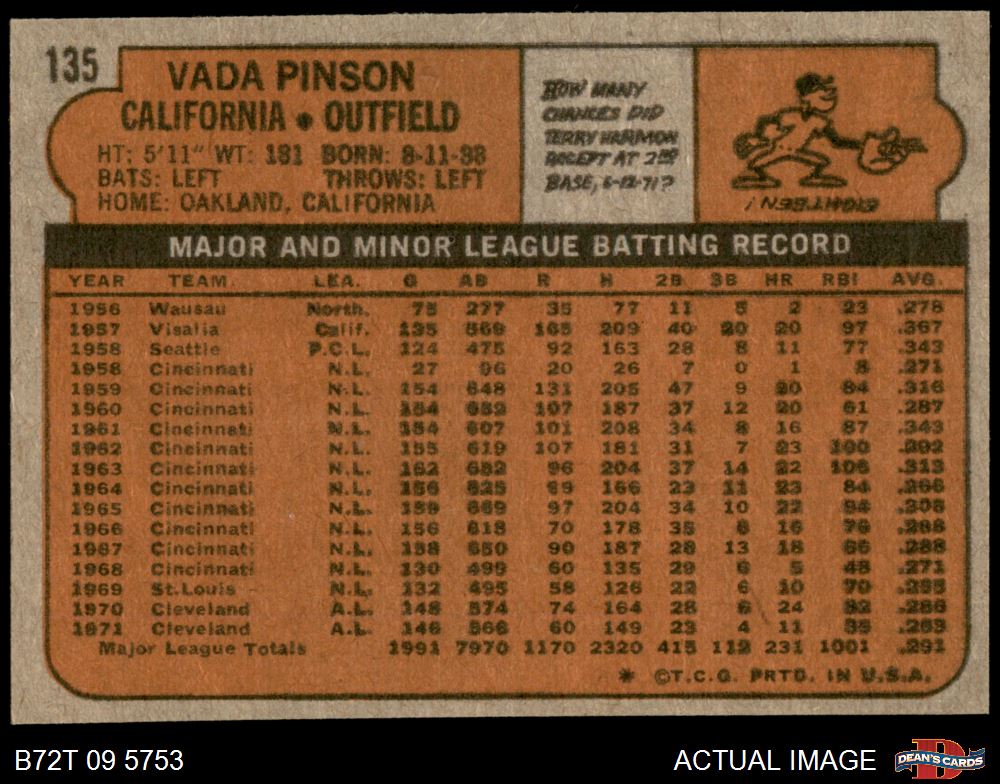 135
VADA PINSON
CALIFORNIA • OUTFIELD
HT: 5'11" WT: 181 BORN: 8-11-38
BATS: LEFT THROWS: LEFT
HOME: OAKLAND, CALIFORNIA
HOW MANY
CHANCES DID
TERRY HARMON
ACCEPT AT 2ND
BASE, 6-12-71?
EIGHTEEN!
MAJOR AND MINOR LEAGUE BATTING RECORD
YEAR TEAM LEA. G AB R H 2B 3B HR RBI AVG.
1956 Wausau North. 75 277 35 77 11 5 2 23 .278
1957 Visalia Calif. 135 569 165 209 40 20 20 97 .367
1958 Seattle P.C.L. 124 475 92 163 28 8 11 77 .343
1958 Cincinnati N.L. 27 96 20 26 7 0 1 8 .271
1959 Cincinnati N.L. 154 648 131 205 47 9 20 84 .316
1960 Cincinnati N.L. 154 652 107 187 37 12 20 61 .287
1961 Cincinnati N.L. 154 607 101 208 34 8 16 87 .343
1962 Cincinnati N.L. 155 619 107 181 31 7 23 100 .292
1963 Cincinnati N.L. 162 652 96 204 37 14 22 106 .313
1964 Cincinnati N.L. 156 625 99 166 23 11 23 84 .266
1965 Cincinnati N.L. 159 669 97 204 34 10 22 94 .305
1966 Cincinnati N.L. 156 618 70 178 35 6 16 76 .288
1967 Cincinnati N.L. 158 650 90 187 28 13 18 66 .288
1968 Cincinnati N.L. 130 499 60 135 29 6 5 48 .271
1969 St.Louis N.L. 132 495 58 126 22 6 10 70 .255
1970 Cleveland A.L. 148 574 74 164 28 6 24 82 .286
1971 Cleveland A.L. 146 566 60 149 23 4 11 35 .263
Major League Totals 1991 7970 1170 2320 415 112 231 1001 .291
* ©T.C.G. PRTD. IN U.S.A.
B72T 09 5753 ACTUAL IMAGE
DEAN'S CARDS